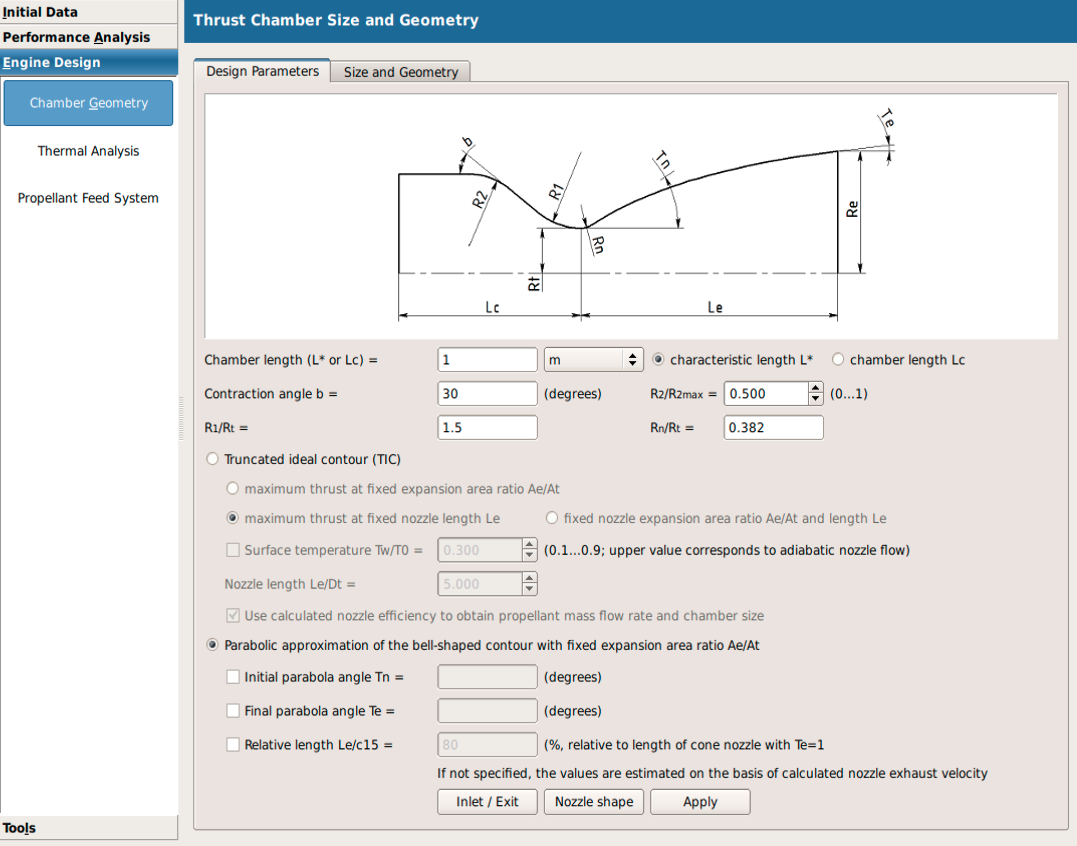 Initial Data
Performance Analysis
Engine Design
Chamber Geometry
Thermal Analysis
Propellant Feed System
Tools
Thrust Chamber Size and Geometry
Design Parameters Size and Geometry
b R2 R1 Rn Rt Tn Te Re
Lc Le
Chamber length (L* or Lc) = 1 m characteristic length L* chamber length Lc
Contraction angle b = 30 (degrees) R2/R2max = 0.500 (0...1)
R1/Rt = 1.5 Rn/Rt = 0.382
Truncated ideal contour (TIC)
maximum thrust at fixed expansion area ratio Ae/At
maximum thrust at fixed nozzle length Le fixed nozzle expansion area ratio Ae/At and length Le
Surface temperature Tw/T0 = 0.300 (0.1...0.9; upper value corresponds to adiabatic nozzle flow)
Nozzle length Le/Dt = 5.000
Use calculated nozzle efficiency to obtain propellant mass flow rate and chamber size
Parabolic approximation of the bell-shaped contour with fixed expansion area ratio Ae/At
Initial parabola angle Tn = (degrees)
Final parabola angle Te = (degrees)
Relative length Le/c15 = 80 (%, relative to length of cone nozzle with Te=1
If not specified, the values are estimated on the basis of calculated nozzle exhaust velocity
Inlet / Exit Nozzle shape Apply